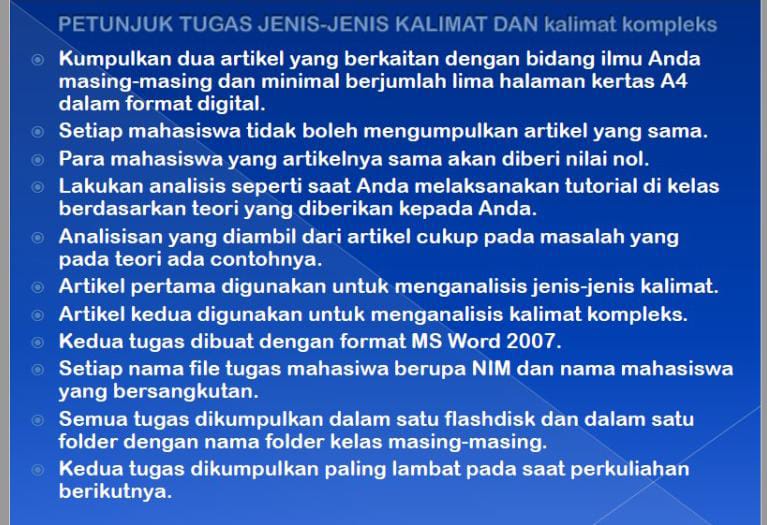 PETUNJUK TUGAS JENIS-JENIS KALIMAT DAN kalimat kompleks
Kumpulkan dua artikel yang berkaitan dengan bidang ilmu Anda
masing-masing dan minimal berjumlah lima halaman kertas A4
dalam format digital.
Setiap mahasiswa tidak boleh mengumpulkan artikel yang sama.
Para mahasiswa yang artikelnya sama akan diberi nilai nol.
Lakukan analisis seperti saat Anda melaksanakan tutorial di kelas
berdasarkan teori yang diberikan kepada Anda.
Analisisan yang diambil dari artikel cukup pada masalah yang
pada teori ada contohnya.
Artikel pertama digunakan untuk menganalisis jenis-jenis kalimat.
Artikel kedua digunakan untuk menganalisis kalimat kompleks.
Kedua tugas dibuat dengan format MS Word 2007.
Setiap nama file tugas mahasiwa berupa NIM dan nama mahasiswa
yang bersangkutan.
Semua tugas dikumpulkan dalam satu flashdisk dan dalam satu
folder dengan nama folder kelas masing-masing.
Kedua tugas dikumpulkan paling lambat pada saat perkuliahan
berikutnya.